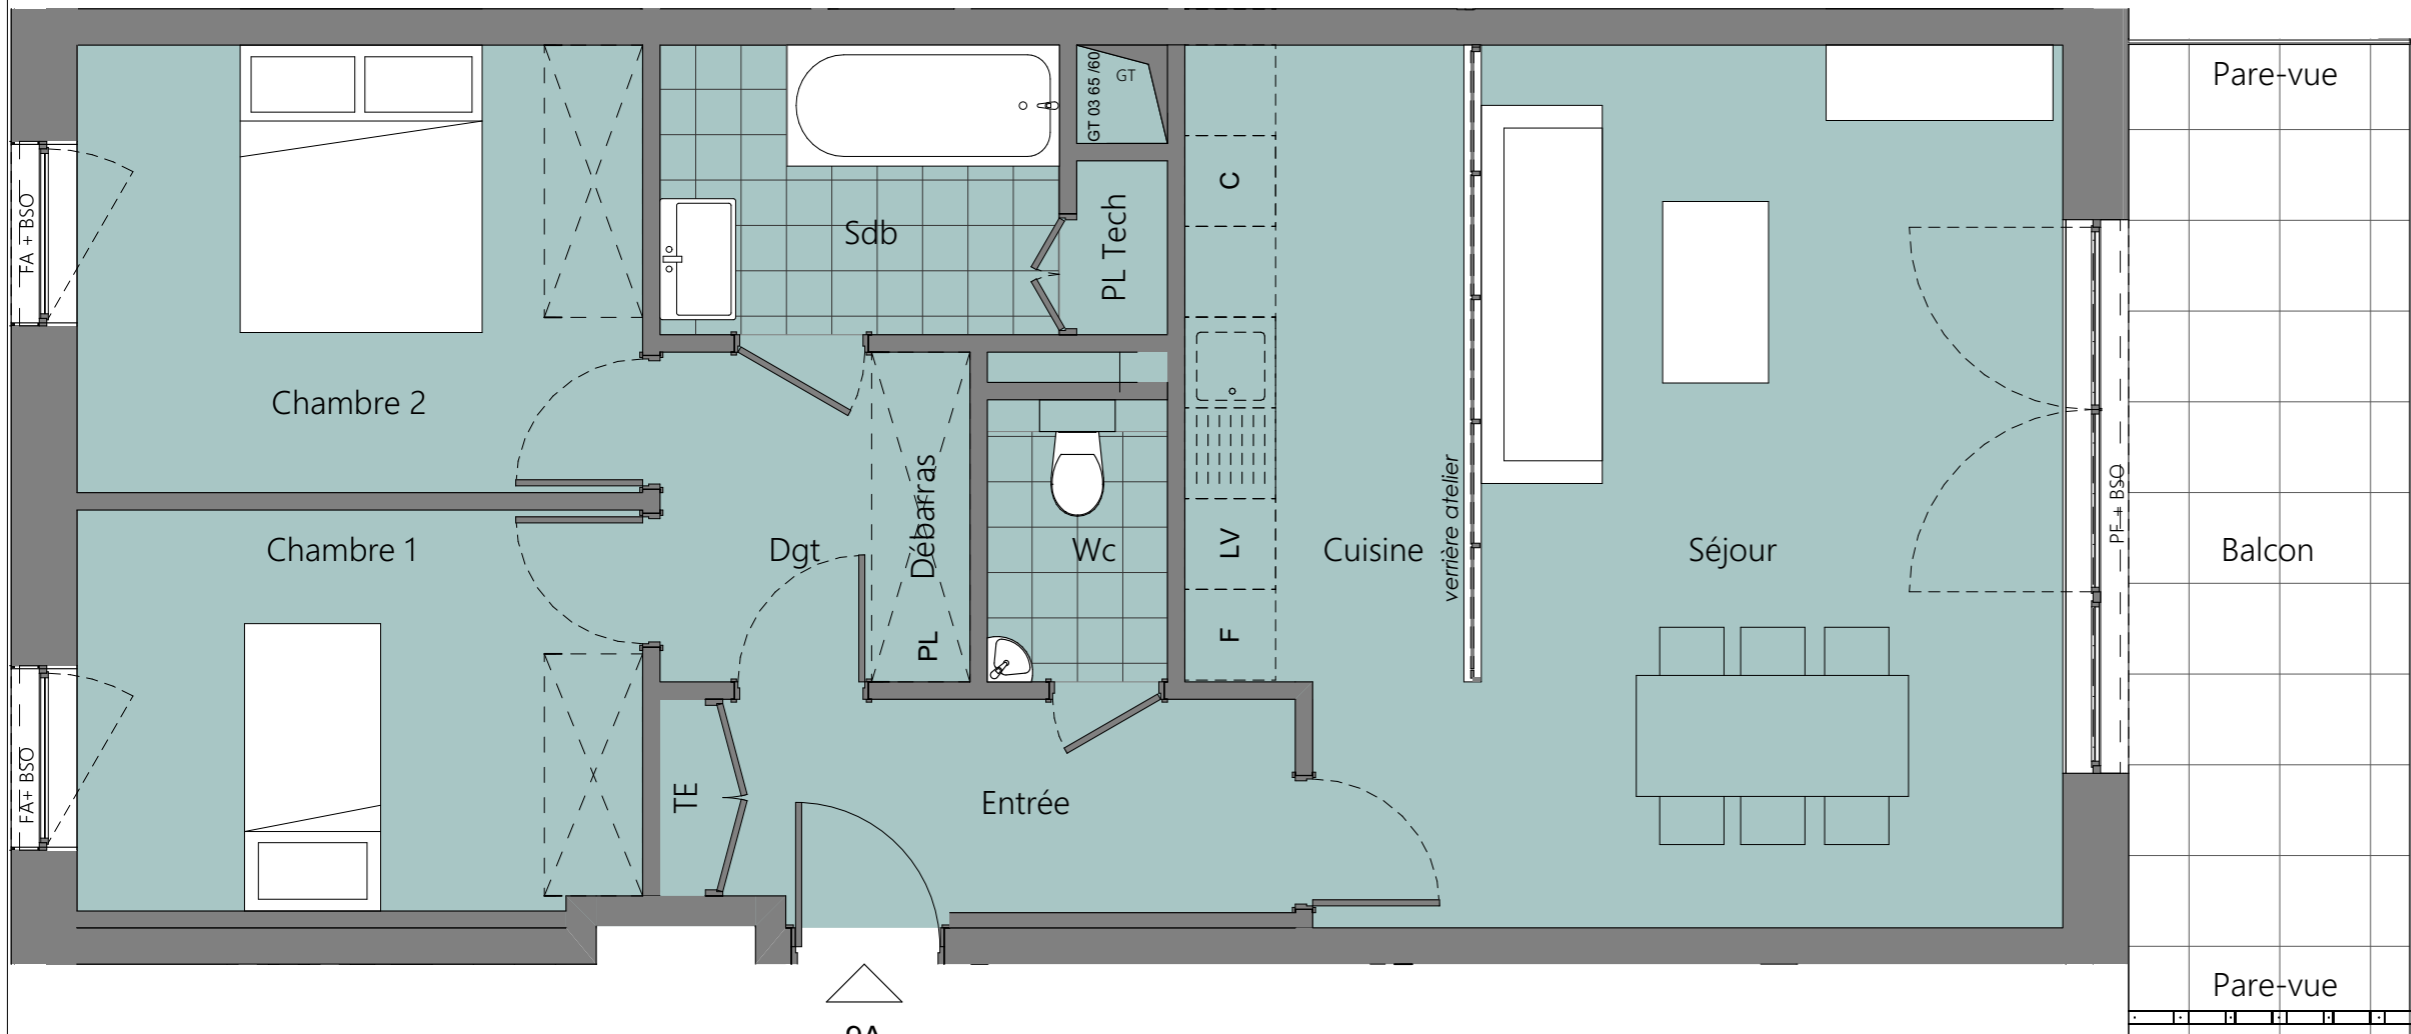 Pare-vue
GT 03 65 /60
GT
C
PL Tech
FA + BSO
Sdb
Chambre 2
Débarras
PL
verrière atelier
PF + BSO
Chambre 1
Dgt
Wc
LV
Cuisine
Séjour
Balcon
F
FA+ BSO
TE
Entrée
Pare-vue